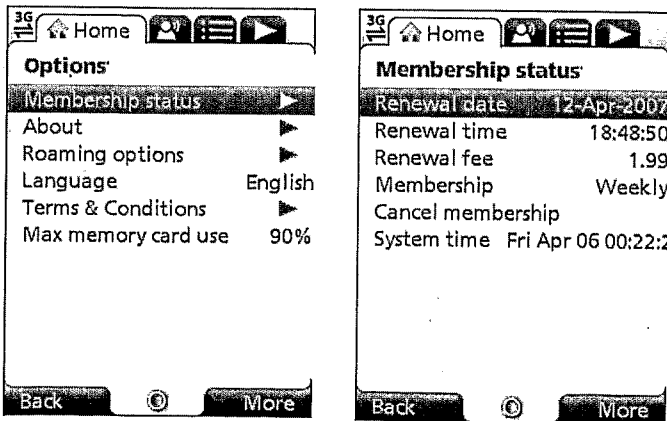 3G Home
Options
Membership status
About
Roaming options
Language English
Terms & Conditions
Max memory card use 90%
Back More
3G Home
Membership status
Renewal date 12-Apr-2007
Renewal time 18:48:50
Renewal fee 1.99
Membership Weekly
Cancel membership
System time Fri Apr 06 00:22:2
Back More